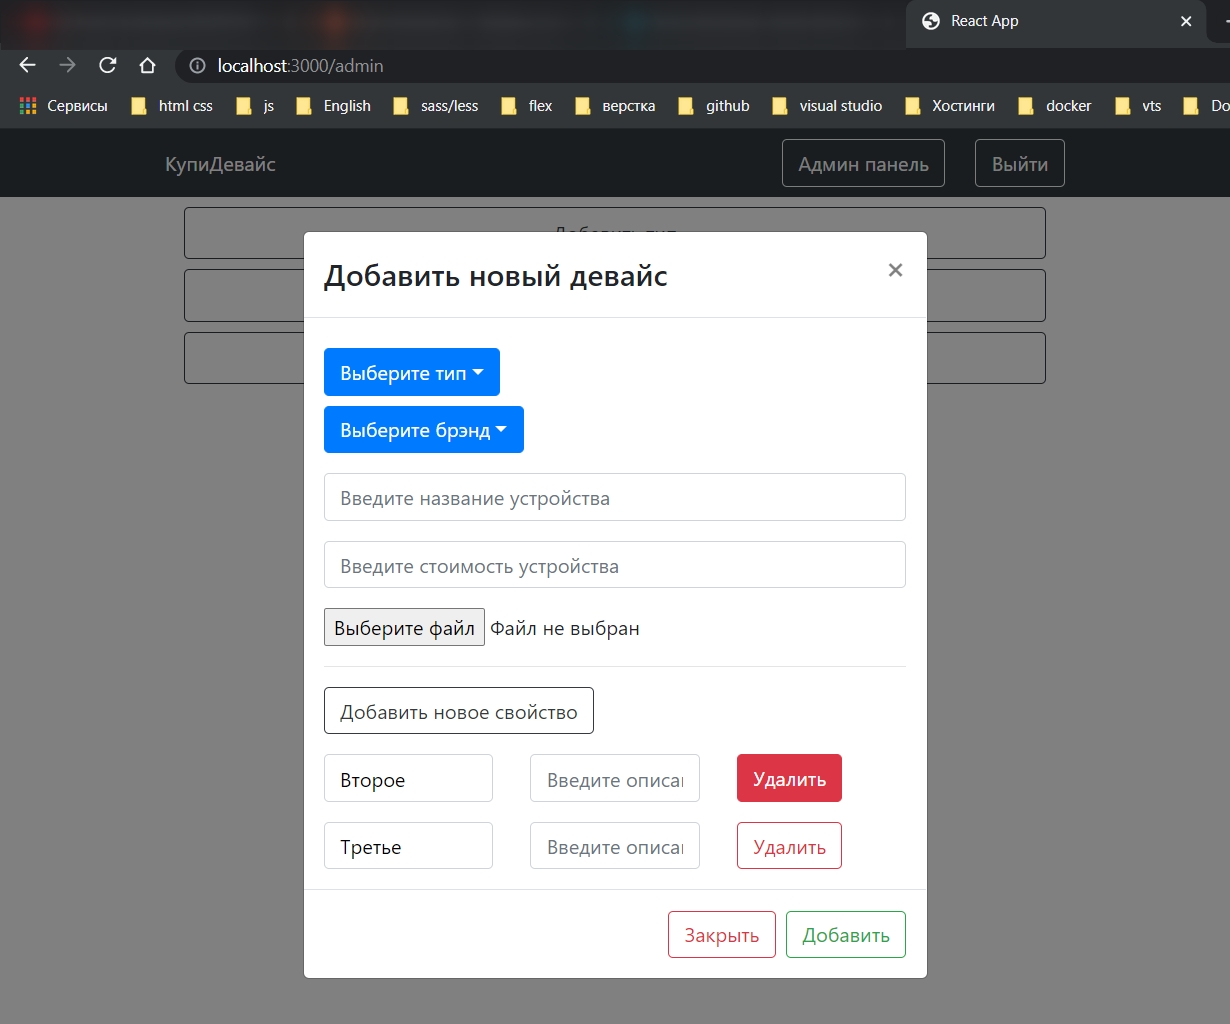 React App
localhost:3000/admin
Сервисы html css js English sass/less flex верстка github visual studio Хостинги docker vts Do
КупиДевайс Админ панель Выйти
Добавить новый девайс ×
Выберите тип
Выберите брэнд
Введите название устройства
Введите стоимость устройства
Выберите файл Файл не выбран
Добавить новое свойство
Второе Введите описа Удалить
Третье Введите описа Удалить
Закрыть Добавить